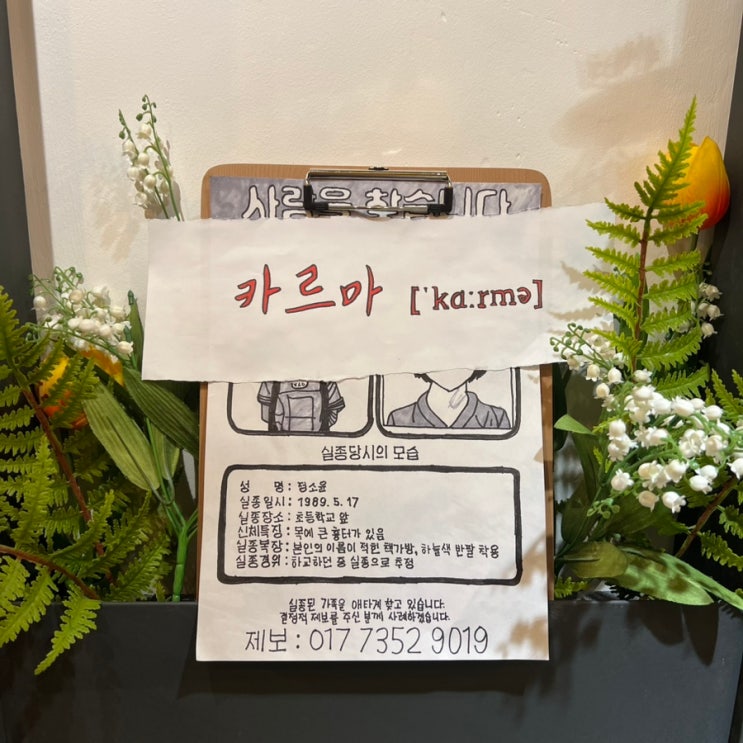 사람을 찾습니다
카르마 [ˈkɑːrmə]
실종당시의 모습
성 명 : 정소윤
실종일시 : 1989. 5. 17
실종장소 : 초등학교 앞
신체특징 : 목에 큰 흉터가 있음
실종복장 : 본인의 이름이 적힌 책가방, 하늘색 반팔 착용
실종경위 : 하교하던 중 실종으로 추정
실종된 가족을 애타게 찾고 있습니다.
결정적 제보를 주신 분께 사례하겠습니다.
제보 : 017 7352 9019